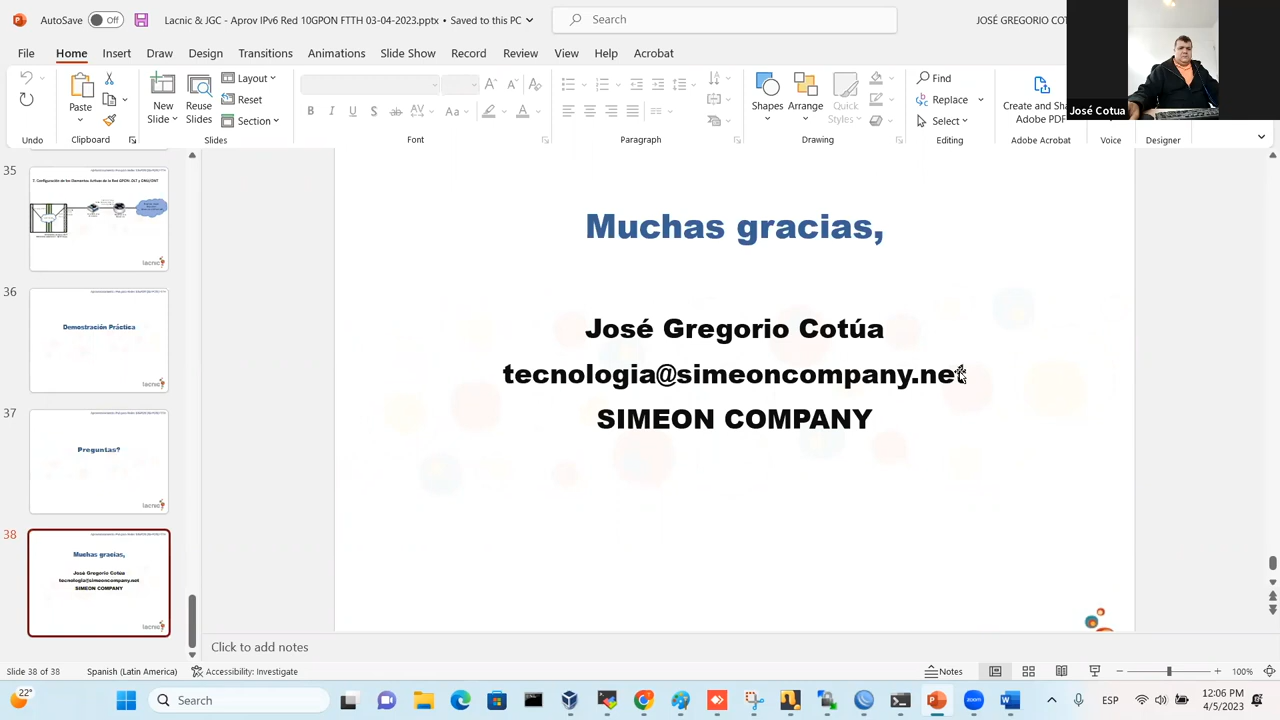 AutoSave Off Lacnic & JGC - Aprov IPv6 Red 10GPON FTTH 03-04-2023.pptx • Saved to this PC Search JOSÉ GREGORIO COT
File Home Insert Draw Design Transitions Animations Slide Show Record Review View Help Acrobat
Paste
New
Slide
Reuse
Slides
Layout
Reset
Section
Shapes
Arrange
Quick
Styles
Find
Replace
Select
Create and Sh
Adobe PDF
José Cotua
Undo Clipboard Slides Font Paragraph Drawing Editing Adobe Acrobat Voice Designer
35
lacnic
36
Demostración Práctica
lacnic
37
Preguntas?
lacnic
38
Muchas gracias,
José Gregorio Cotúa
tecnologia@simeoncompany.net
SIMEON COMPANY
lacnic
Muchas gracias,
José Gregorio Cotúa
tecnologia@simeoncompany.net
SIMEON COMPANY
Click to add notes
Slide 38 of 38 Spanish (Latin America) Accessibility: Investigate Notes 100%
22° Search ESP 12:06 PM
4/5/2023